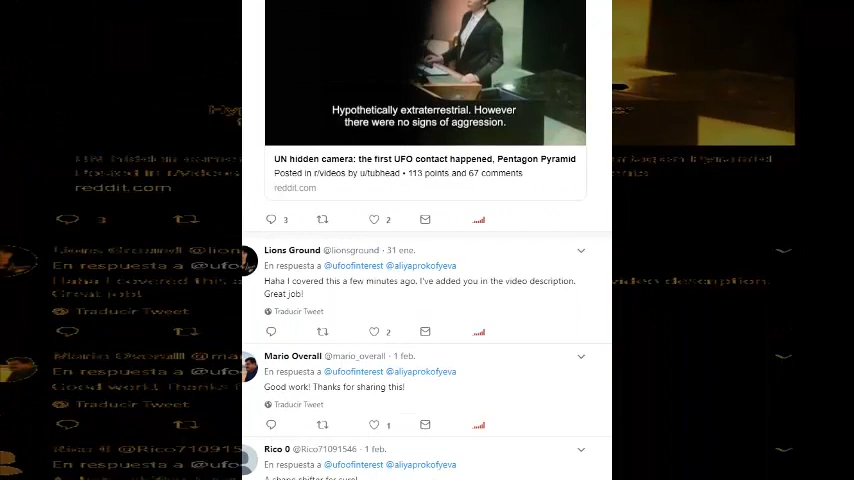 Hypothetically extraterrestrial. However
there were no signs of aggression.
UN hidden camera: the first UFO contact happened, Pentagon Pyramid
Posted in r/videos by u/tubhead • 113 points and 67 comments
reddit.com
3 2
Lions Ground @lionsground · 31 ene.
En respuesta a @ufoofinterest @aliyaprokofyeva
Haha I covered this a few minutes ago. I've added you in the video description.
Great job!
Traducir Tweet
2
Mario Overall @mario_overall · 1 feb.
En respuesta a @ufoofinterest @aliyaprokofyeva
Good work! Thanks for sharing this!
Traducir Tweet
1
Rico 0 @Rico71091546 · 1 feb.
En respuesta a @ufoofinterest @aliyaprokofyeva
A shape shifter for sure!